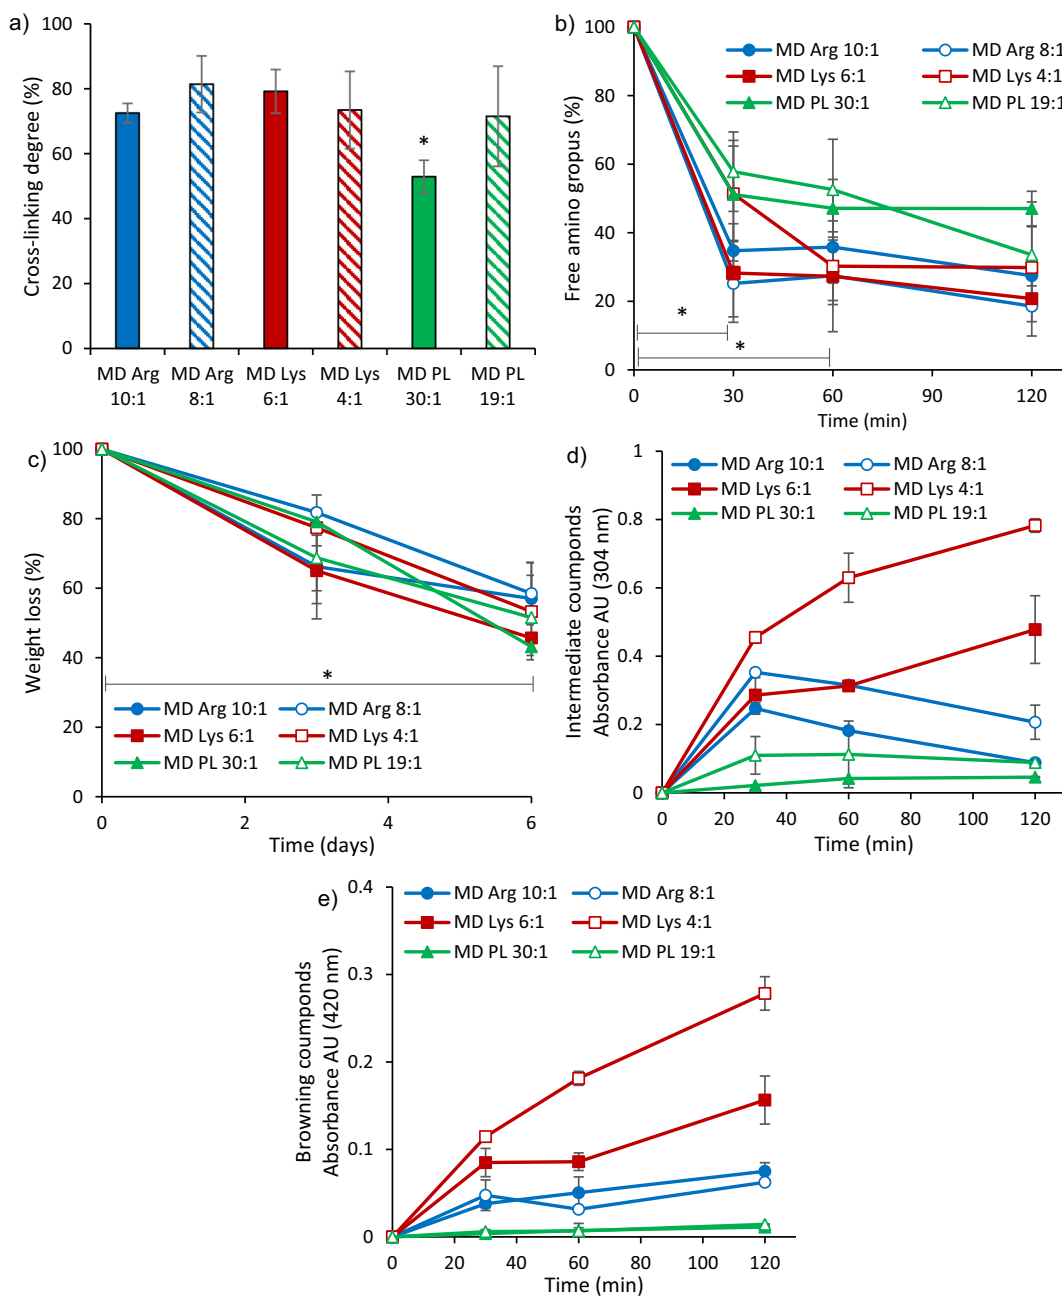 a)
Cross-linking degree (%)
100
80
60
40
20
0
*
MD Arg MD Arg MD Lys MD Lys MD PL MD PL
10:1 8:1 6:1 4:1 30:1 19:1
b)
Free amino gropus (%)
100
80
60
40
20
0
MD Arg 10:1 MD Arg 8:1
MD Lys 6:1 MD Lys 4:1
MD PL 30:1 MD PL 19:1
*
*
0 30 60 90 120
Time (min)
c)
Weight loss (%)
100
80
60
40
20
0
*
MD Arg 10:1 MD Arg 8:1
MD Lys 6:1 MD Lys 4:1
MD PL 30:1 MD PL 19:1
0 2 4 6
Time (days)
d)
Intermediate coumponds
Absorbance AU (304 nm)
1
0.8
0.6
0.4
0.2
0
MD Arg 10:1 MD Arg 8:1
MD Lys 6:1 MD Lys 4:1
MD PL 30:1 MD PL 19:1
0 20 40 60 80 100 120
Time (min)
e)
Browning coumponds
Absorbance AU (420 nm)
0.4
0.3
0.2
0.1
0
MD Arg 10:1 MD Arg 8:1
MD Lys 6:1 MD Lys 4:1
MD PL 30:1 MD PL 19:1
0 20 40 60 80 100 120
Time (min)